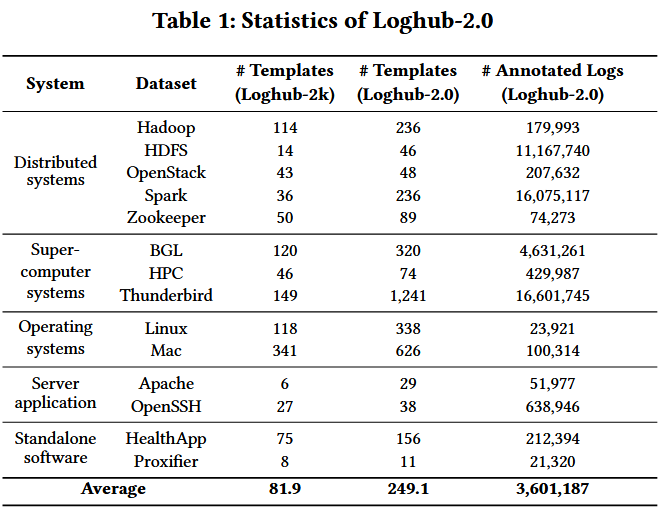 Table 1: Statistics of Loghub-2.0
System Dataset # Templates (Loghub-2k) # Templates (Loghub-2.0) # Annotated Logs (Loghub-2.0)
Distributed systems
Hadoop 114 236 179,993
HDFS 14 46 11,167,740
OpenStack 43 48 207,632
Spark 36 236 16,075,117
Zookeeper 50 89 74,273
Super-computer systems
BGL 120 320 4,631,261
HPC 46 74 429,987
Thunderbird 149 1,241 16,601,745
Operating systems
Linux 118 338 23,921
Mac 341 626 100,314
Server application
Apache 6 29 51,977
OpenSSH 27 38 638,946
Standalone software
HealthApp 75 156 212,394
Proxifier 8 11 21,320
Average 81.9 249.1 3,601,187